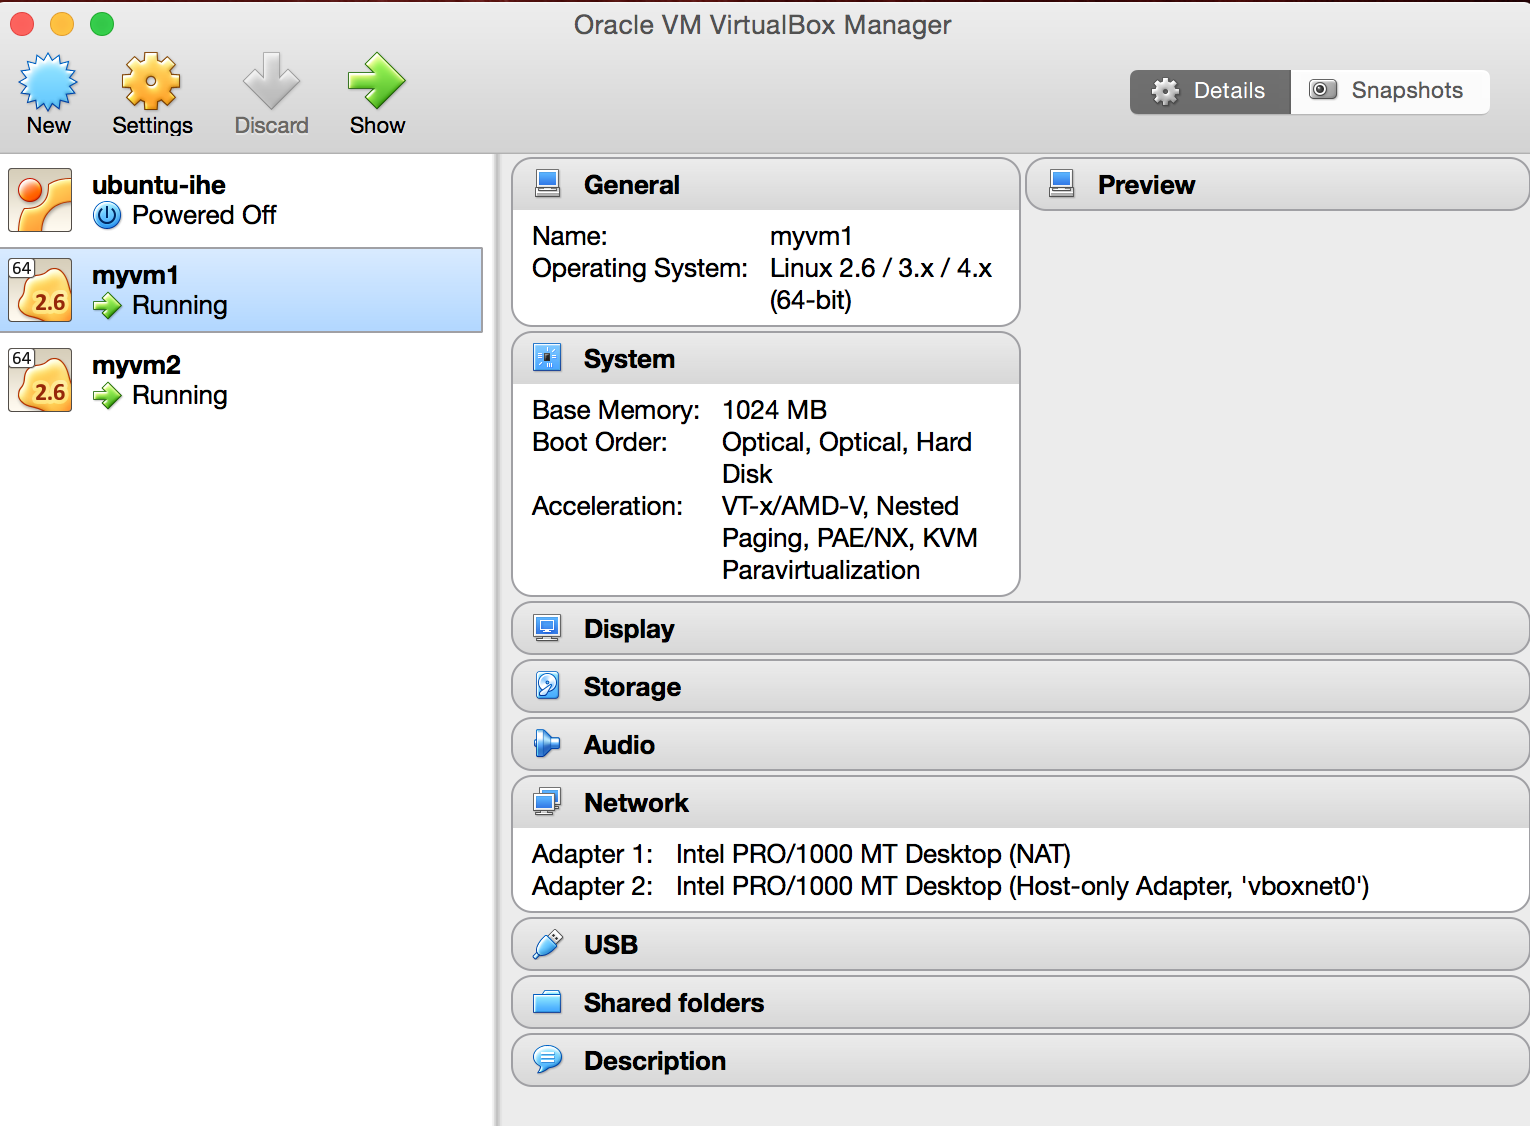 Oracle VM VirtualBox Manager
New
Settings
Discard
Show
Details
Snapshots
ubuntu-ihe
Powered Off
64
2.6
myvm1
Running
64
2.6
myvm2
Running
General
Name: myvm1
Operating System: Linux 2.6 / 3.x / 4.x
(64-bit)
Preview
System
Base Memory: 1024 MB
Boot Order: Optical, Optical, Hard
Disk
Acceleration: VT-x/AMD-V, Nested
Paging, PAE/NX, KVM
Paravirtualization
Display
Storage
Audio
Network
Adapter 1: Intel PRO/1000 MT Desktop (NAT)
Adapter 2: Intel PRO/1000 MT Desktop (Host-only Adapter, 'vboxnet0')
USB
Shared folders
Description